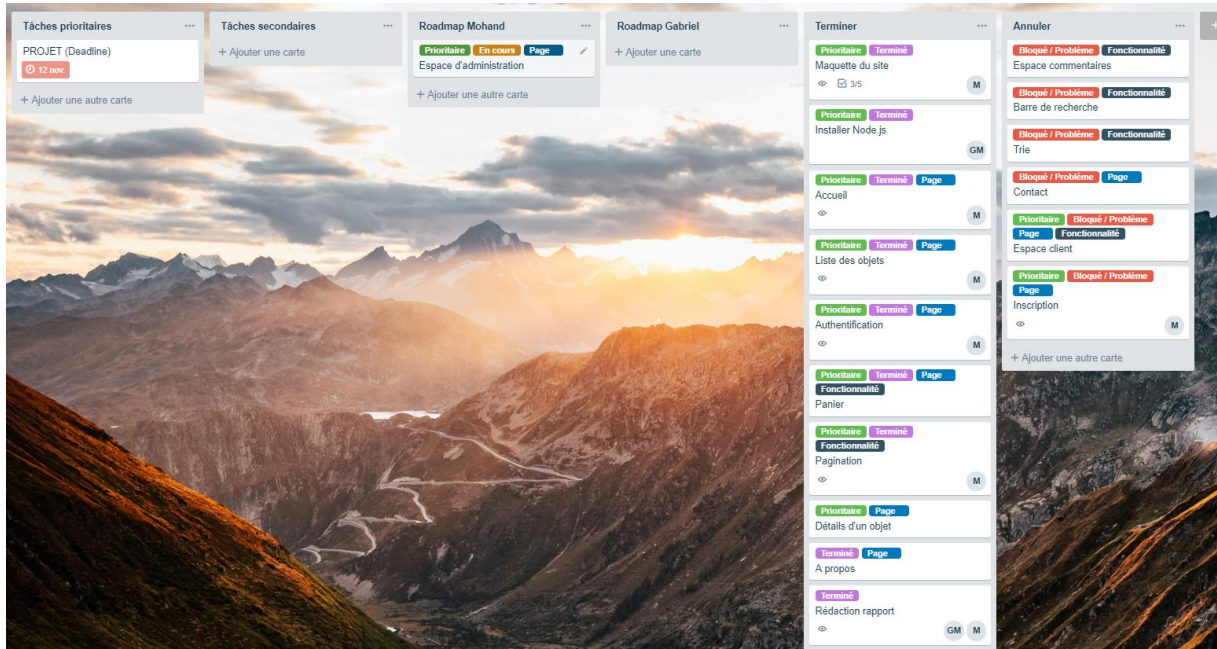 Tâches prioritaires
PROJET (Deadline)
12 nov.
+ Ajouter une autre carte
Tâches secondaires
+ Ajouter une carte
Roadmap Mohand
Prioritaire En cours Page
Espace d'administration
+ Ajouter une autre carte
Roadmap Gabriel
+ Ajouter une carte
Terminer
Prioritaire Terminé
Maquette du site
3/5
M
Prioritaire Terminé
Installer Node.js
GM
Prioritaire Terminé Page
Accueil
M
Prioritaire Terminé Page
Liste des objets
M
Prioritaire Terminé Page
Authentification
M
Prioritaire Terminé Page
Fonctionnalité
Panier
Prioritaire Terminé
Fonctionnalité
Pagination
M
Prioritaire Page
Détails d'un objet
Terminé Page
A propos
Terminé
Rédaction rapport
GM M
Annuler
Bloqué / Problème Fonctionnalité
Espace commentaires
Bloqué / Problème Fonctionnalité
Barre de recherche
Bloqué / Problème Fonctionnalité
Trie
Bloqué / Problème Page
Contact
Prioritaire Bloqué / Problème
Page Fonctionnalité
Espace client
Prioritaire Bloqué / Problème
Page
Inscription
M
+ Ajouter une autre carte